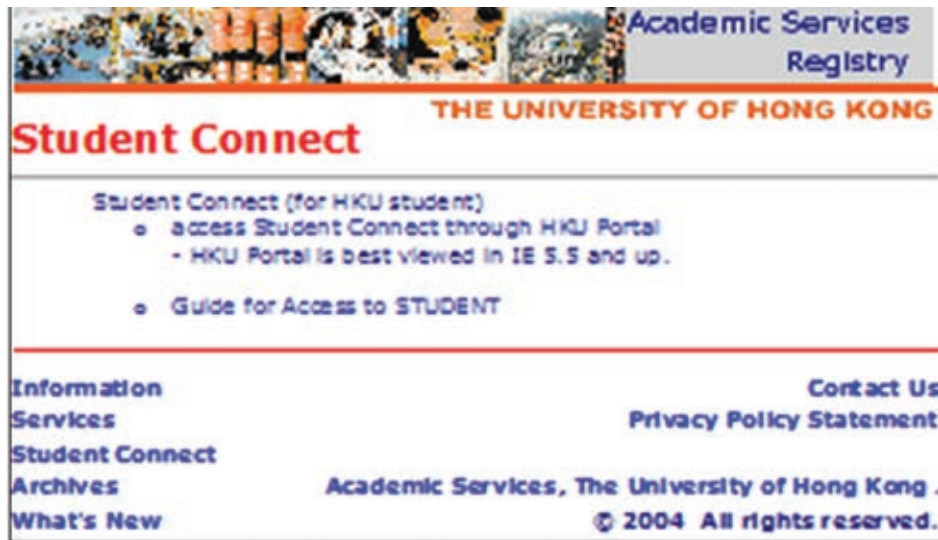 Academic Services
Registry
THE UNIVERSITY OF HONG KONG
Student Connect
Student Connect (for HKU student)
o access Student Connect through HKU Portal
- HKU Portal is best viewed in IE 5.5 and up.
o Guide for Access to STUDENT
Information Contact Us
Services Privacy Policy Statement
Student Connect
Archives Academic Services, The University of Hong Kong .
What's New © 2004 All rights reserved.